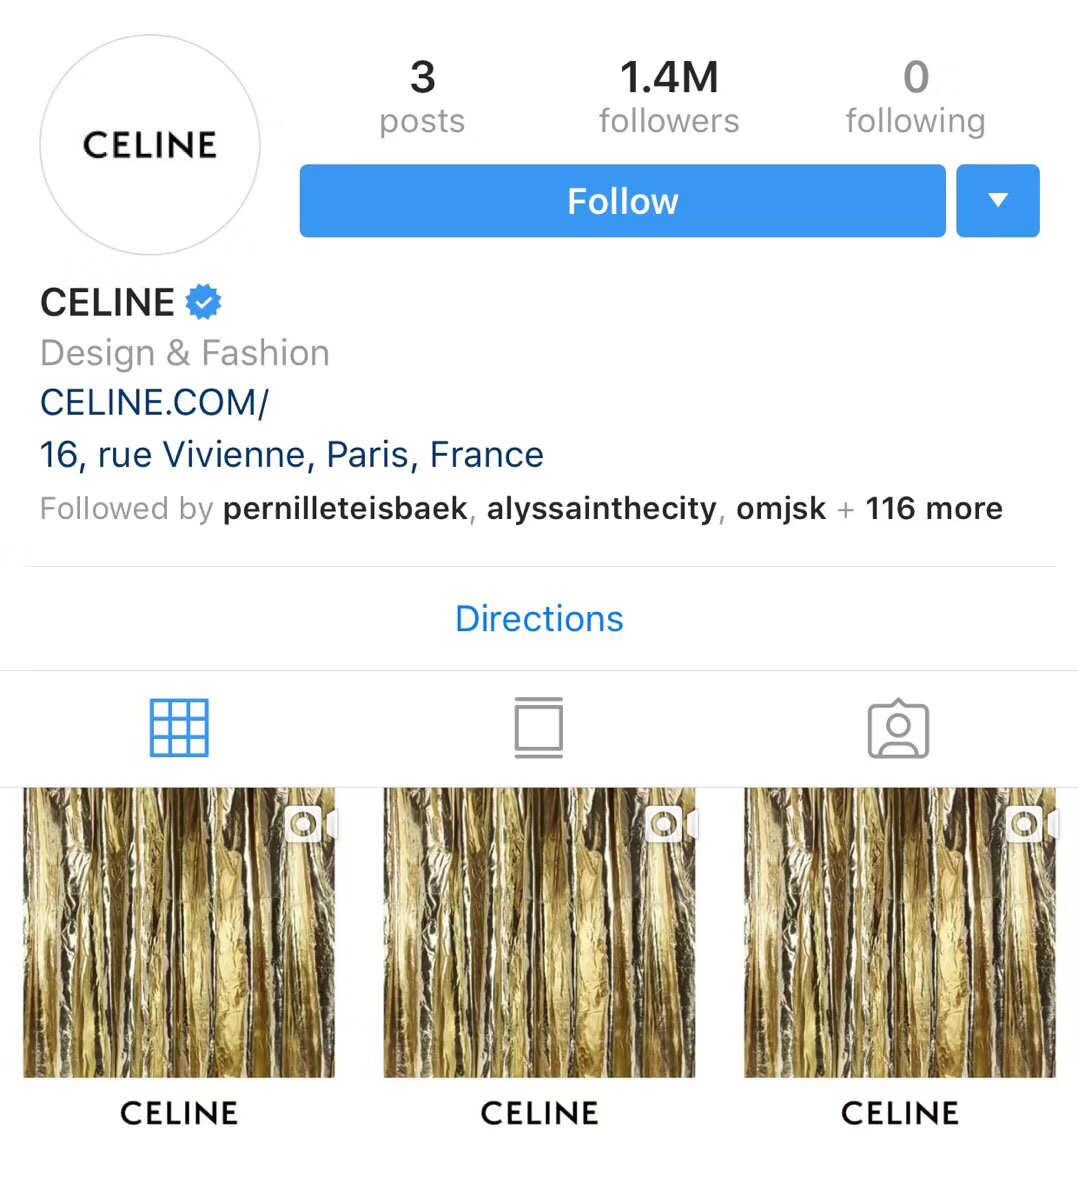 CELINE
3 1.4M 0
posts followers following
Follow
CELINE
Design & Fashion
CELINE.COM/
16, rue Vivienne, Paris, France
Followed by pernilleteisbaek, alyssainthecity, omjsk + 116 more
Directions
CELINE CELINE CELINE